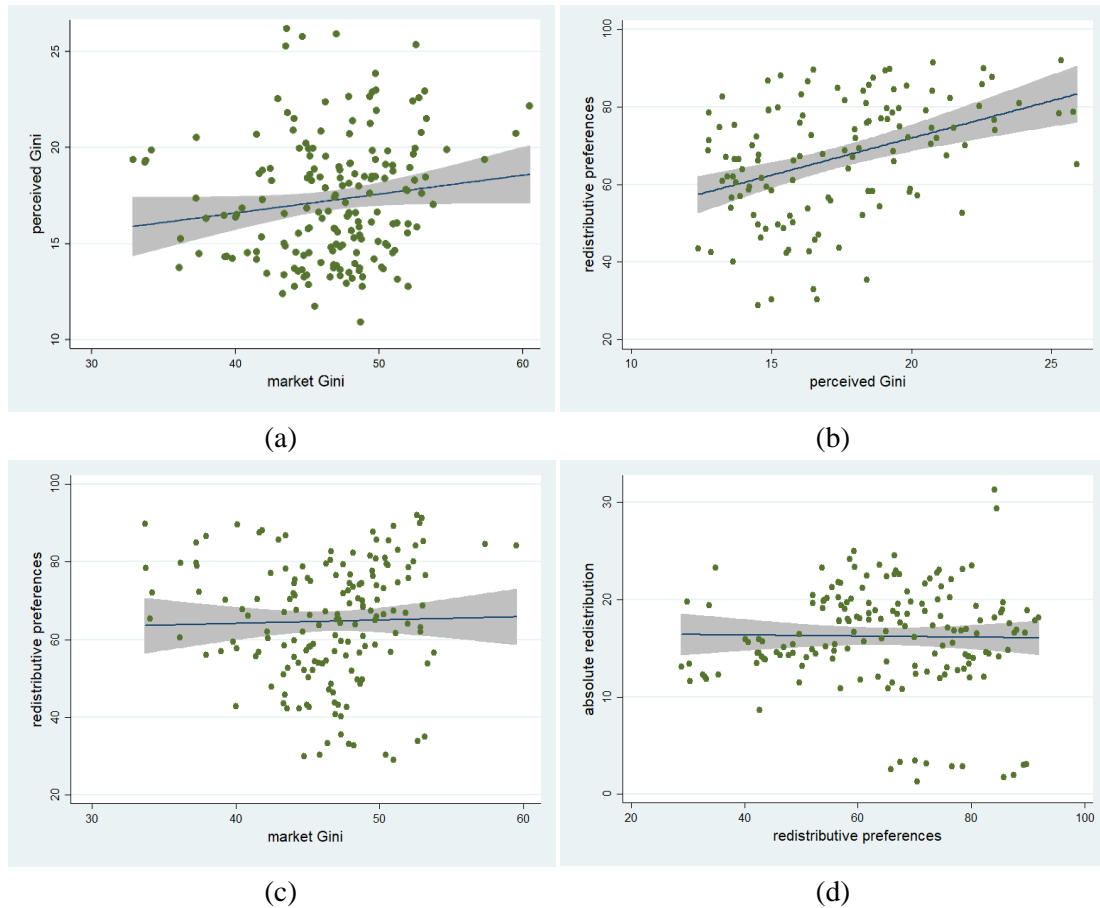 25
20
15
10
perceived Gini
30
40
50
60
market Gini
(a)
100
80
60
40
20
redistributive preferences
10
15
20
25
perceived Gini
(b)
100
80
60
40
20
redistributive preferences
30
40
50
60
market Gini
(c)
30
20
10
0
absolute redistribution
20
40
60
80
100
redistributive preferences
(d)